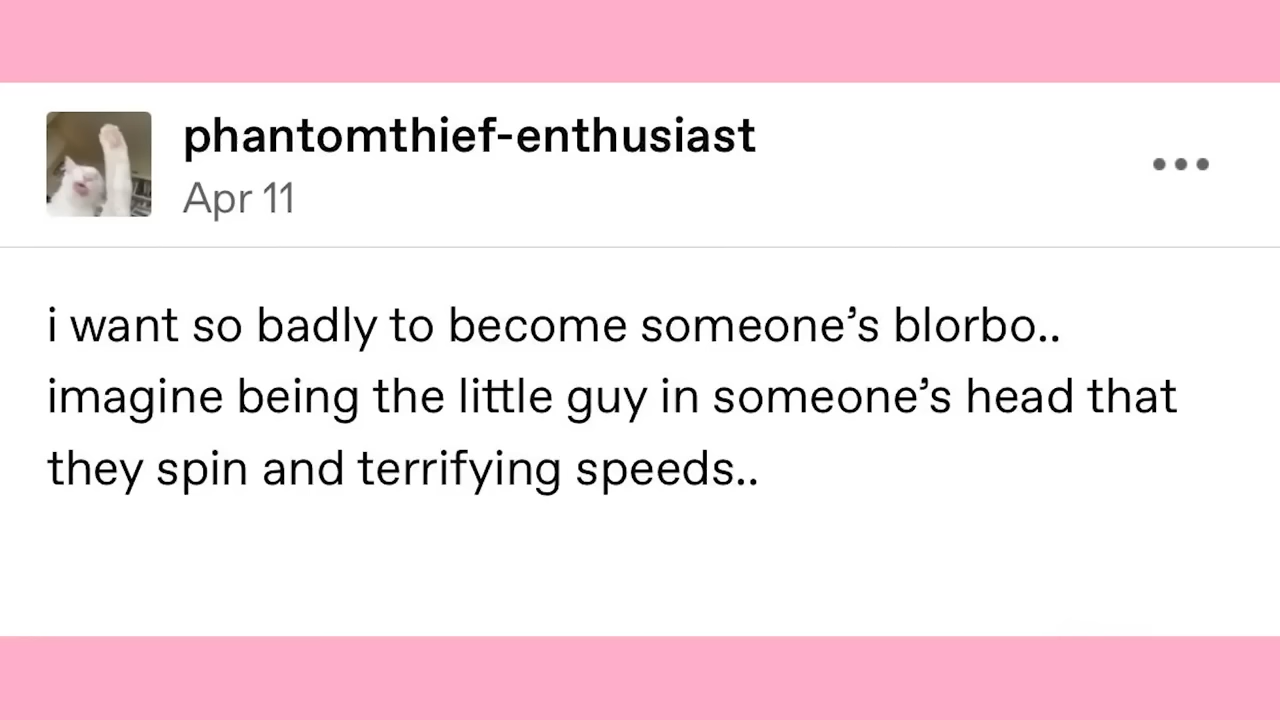 phantomthief-enthusiast
Apr 11
i want so badly to become someone’s blorbo..
imagine being the little guy in someone’s head that
they spin and terrifying speeds..